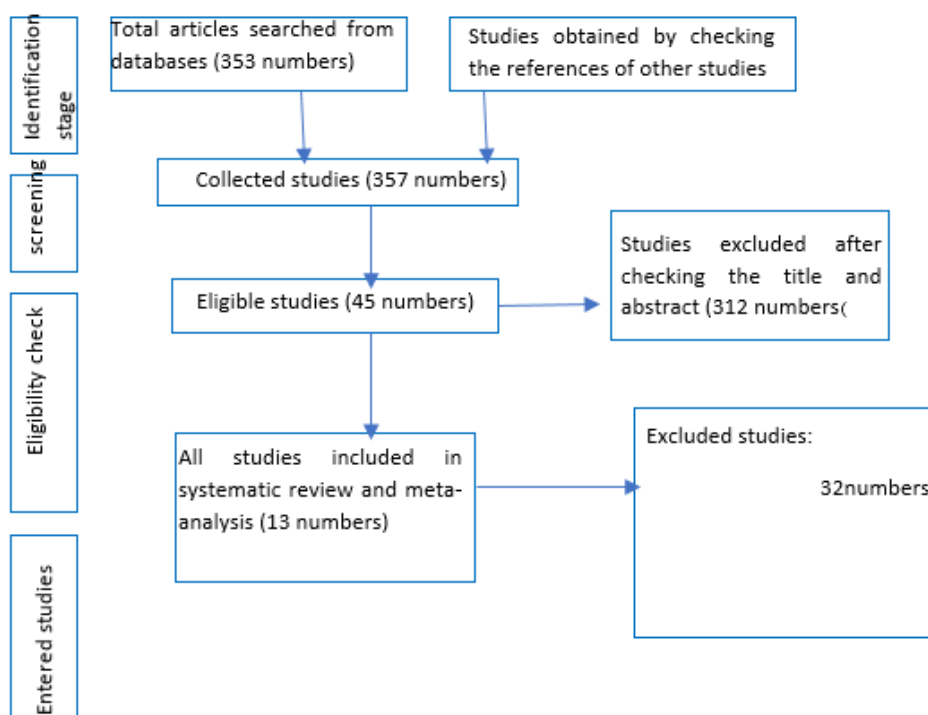 Identification
stage
Total articles searched from
databases (353 numbers)
Studies obtained by checking
the references of other studies
screening
Collected studies (357 numbers)
Studies excluded after
checking the title and
abstract (312 numbers(
Eligibility check
Eligible studies (45 numbers)
All studies included in
systematic review and meta-
analysis (13 numbers)
Excluded studies:
32numbers
Entered studies